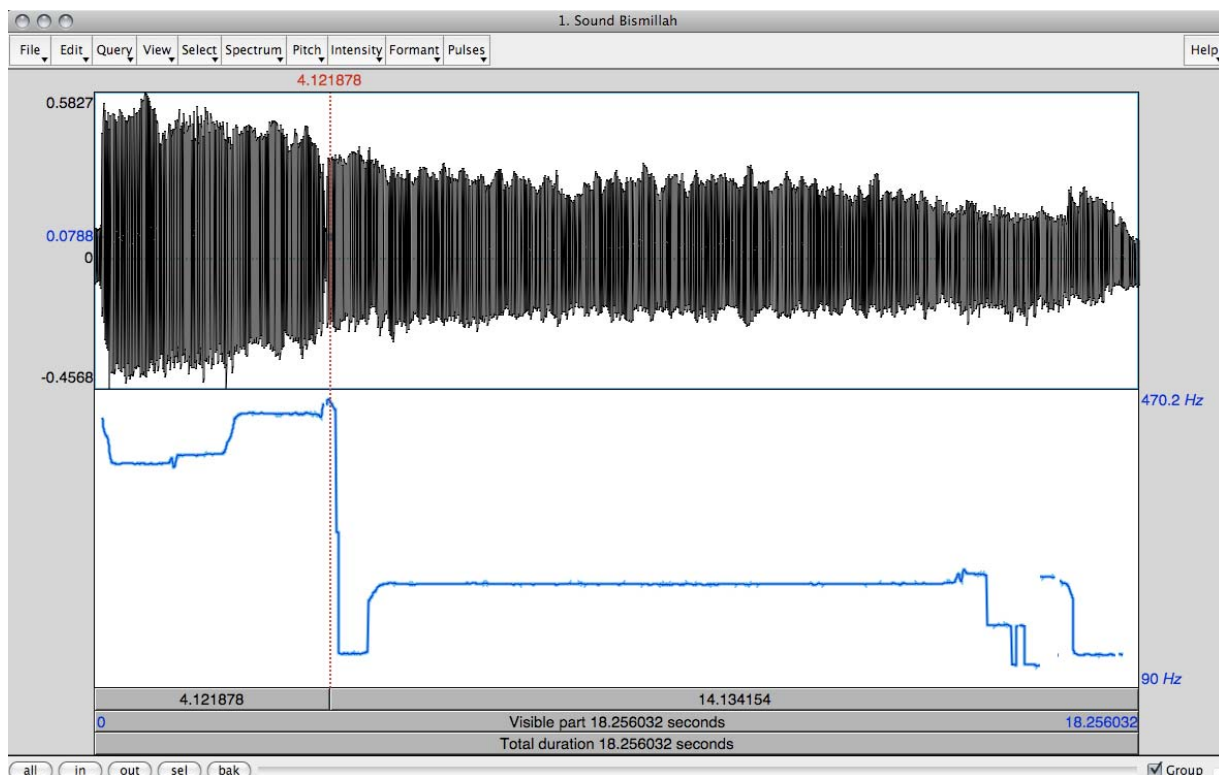 1. Sound Bismillah
File Edit Query View Select Spectrum Pitch Intensity Formant Pulses Help
4.121878
0.5827
0.0788
0
-0.4568
470.2 Hz
90 Hz
4.121878 14.134154
0 Visible part 18.256032 seconds 18.256032
Total duration 18.256032 seconds
all in out sel bak Group